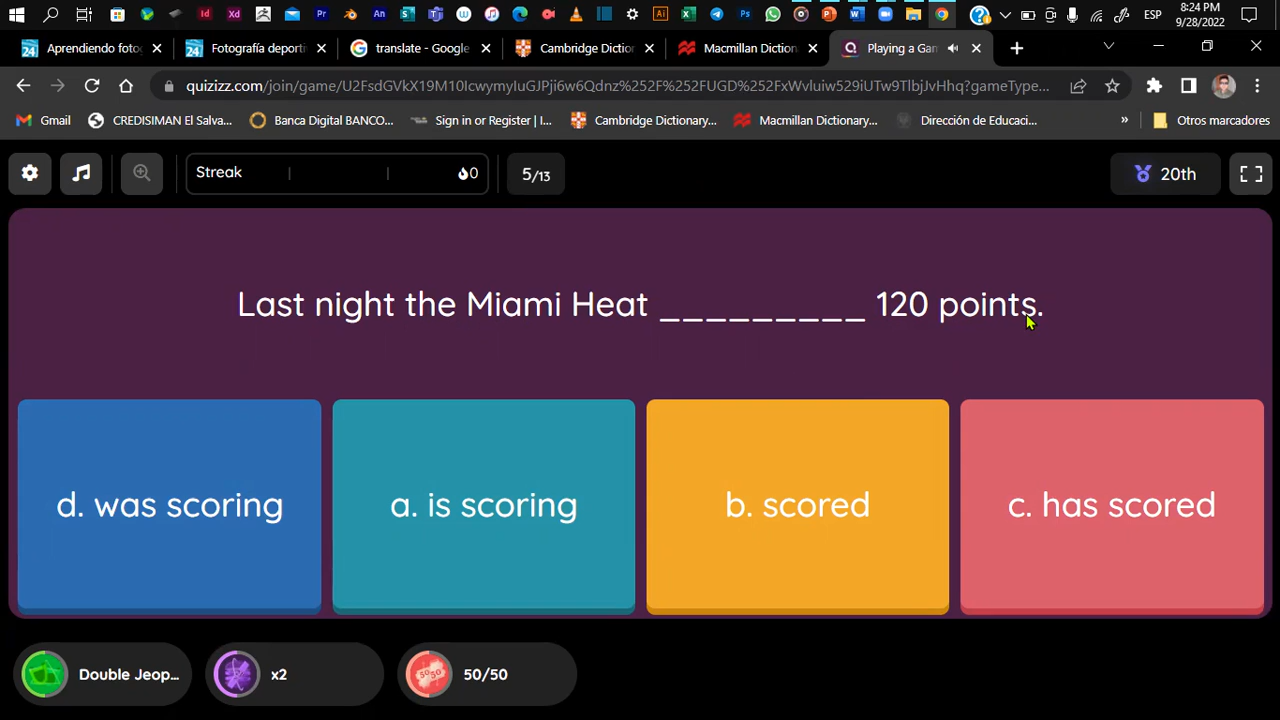 8:24 PM
ESP
9/28/2022
Aprendiendo foto
Fotografía deporti
translate - Google
Cambridge Dictio
Macmillan Diction
Playing a Gam
quizizz.com/join/game/U2FsdGVkX19M10IcwymyIuGJPji6w6Qdnz%252F%252FUGD%252FxWvluiw529iUTw9TlbjJvHhq?gameType...
Gmail
CREDISIMAN El Salva...
Banca Digital BANCO...
Sign in or Register | I...
Cambridge Dictionary...
Macmillan Dictionary...
Dirección de Educaci...
»
Otros marcadores
Streak
0
5/13
20th
Last night the Miami Heat _________ 120 points.
d. was scoring
a. is scoring
b. scored
c. has scored
Double Jeop...
x2
50/50